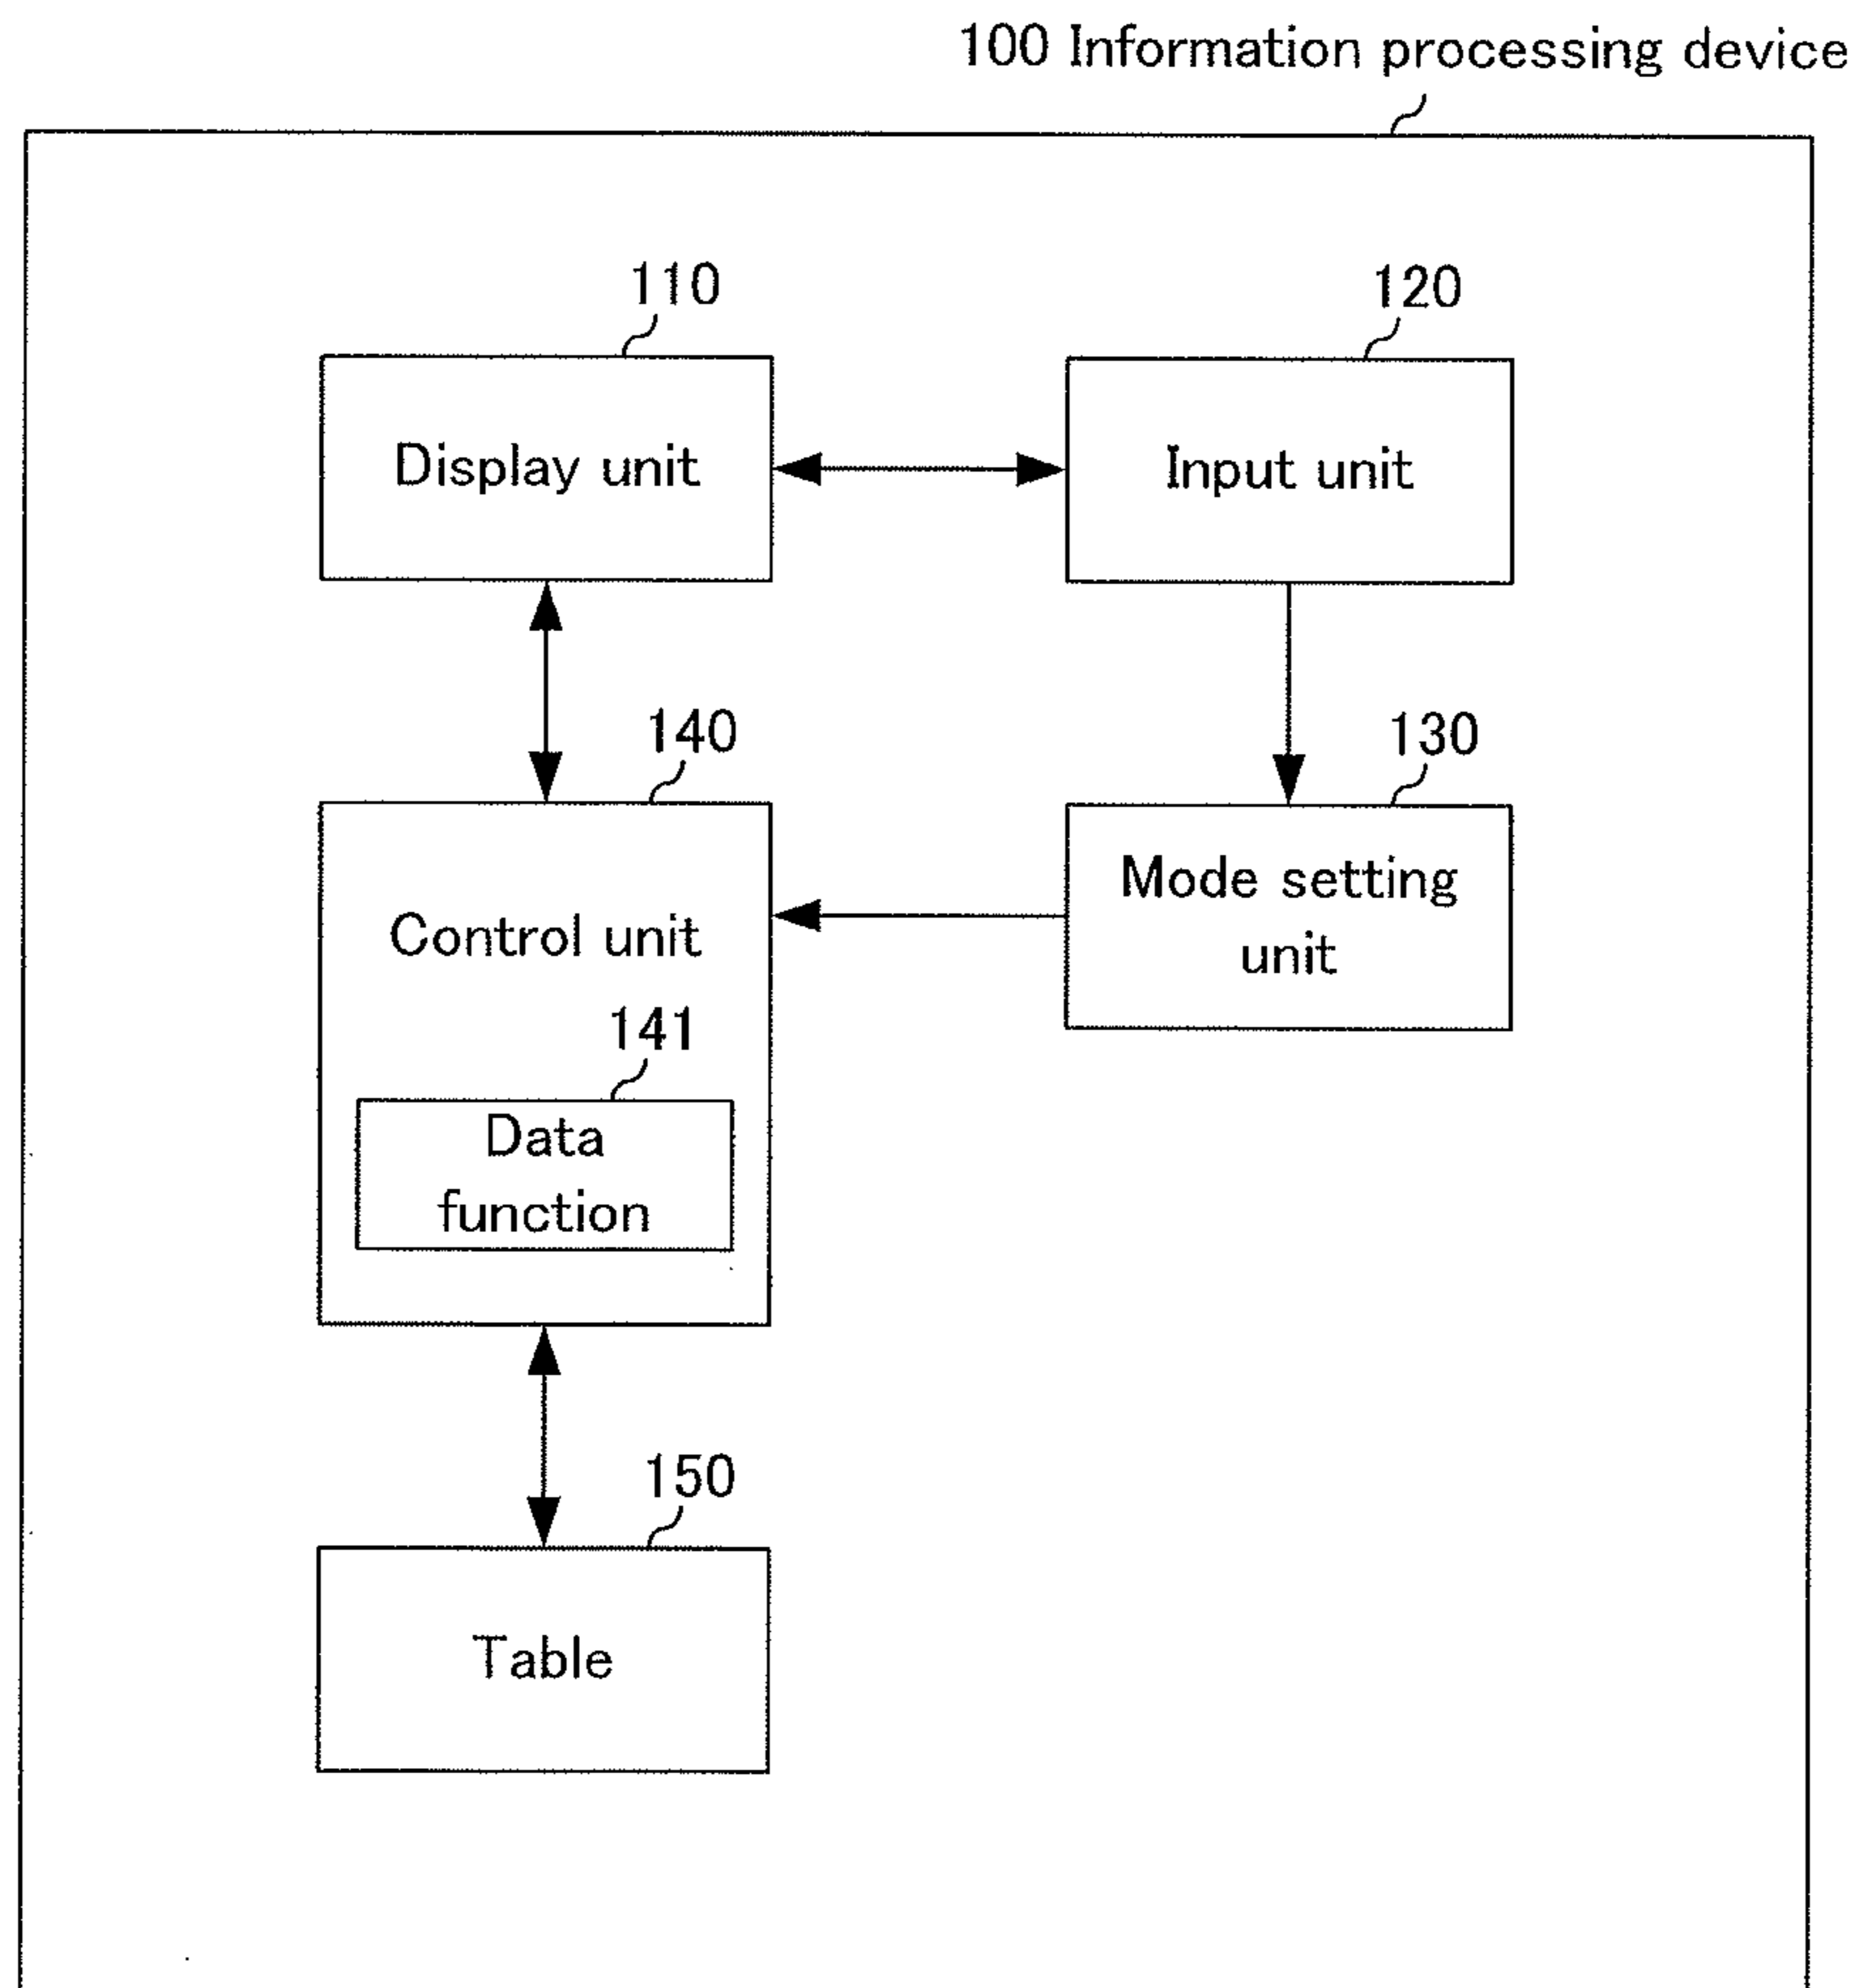 100 Information processing device
110
120
Display unit
Input unit
140
130
Control unit
Mode setting
unit
141
Data
function
150
Table